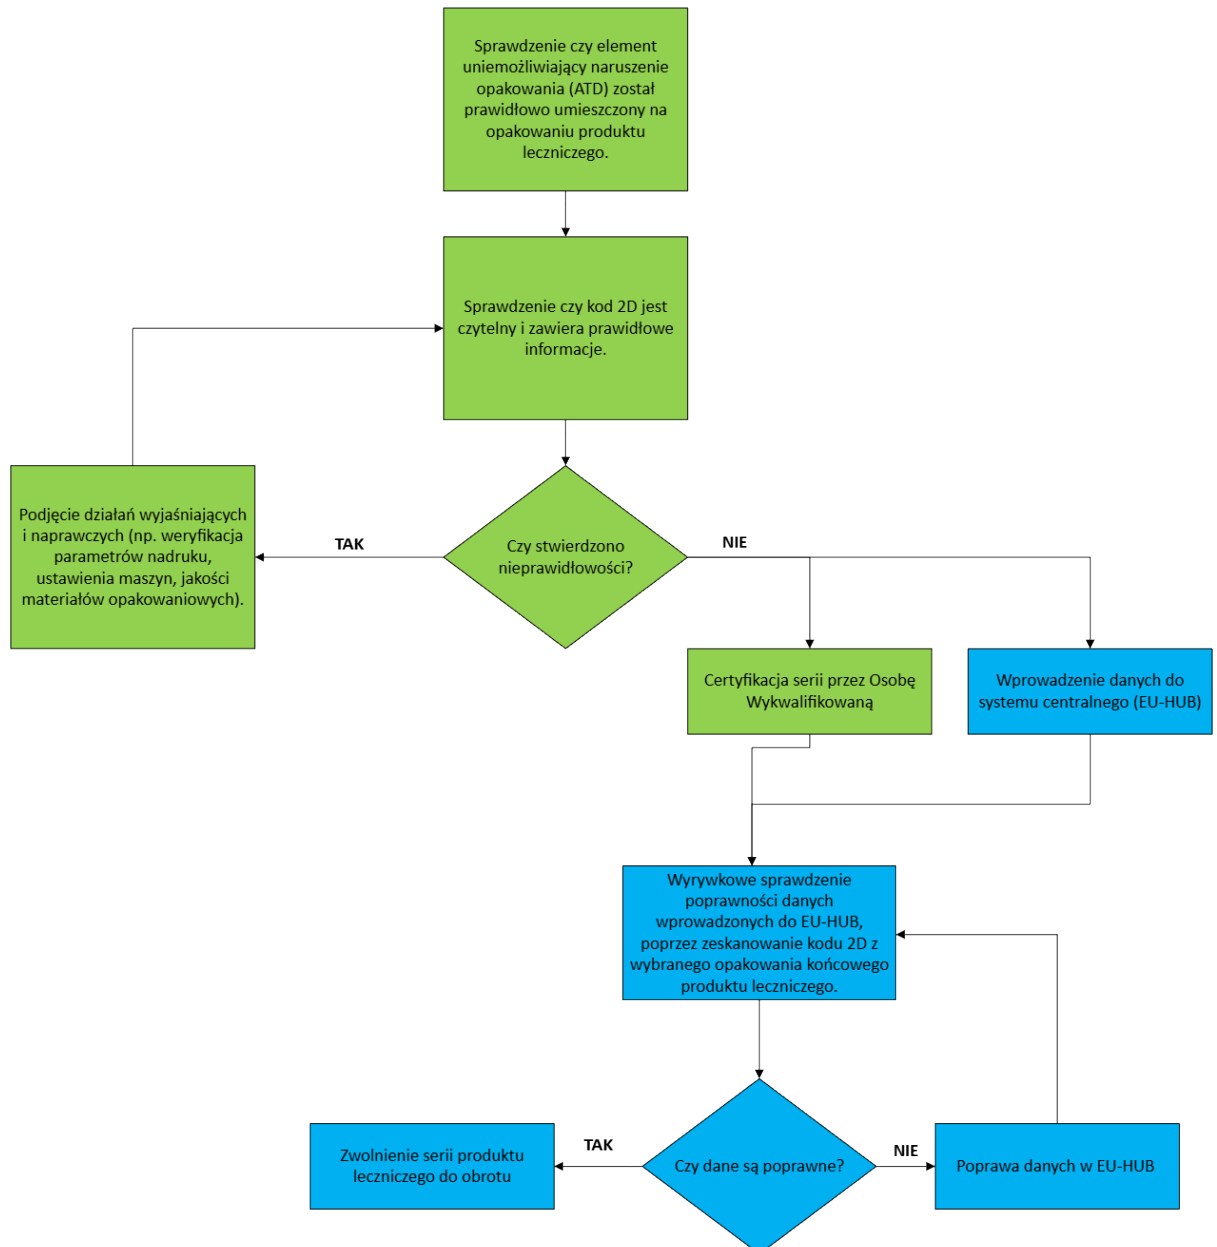 Sprawdzenie czy element
uniemożliwiający naruszenie
opakowania (ATD) został
prawidłowo umieszczony na
opakowaniu produktu
leczniczego.
Sprawdzenie czy kod 2D jest
czytelny i zawiera prawidłowe
informacje.
Podjęcie działań wyjaśniających
i naprawczych (np. weryfikacja
parametrów nadruku,
ustawienia maszyn, jakości
materiałów opakowaniowych).
TAK
Czy stwierdzono
nieprawidłowości?
NIE
Certyfikacja serii przez Osobę
Wykwalifikowaną
Wprowadzenie danych do
systemu centralnego (EU-HUB)
Wyrywkowe sprawdzenie
poprawności danych
wprowadzonych do EU-HUB,
poprzez zeskanowanie kodu 2D z
wybranego opakowania końcowego
produktu leczniczego.
Zwolnienie serii produktu
leczniczego do obrotu
TAK
Czy dane są poprawne?
NIE
Poprawa danych w EU-HUB